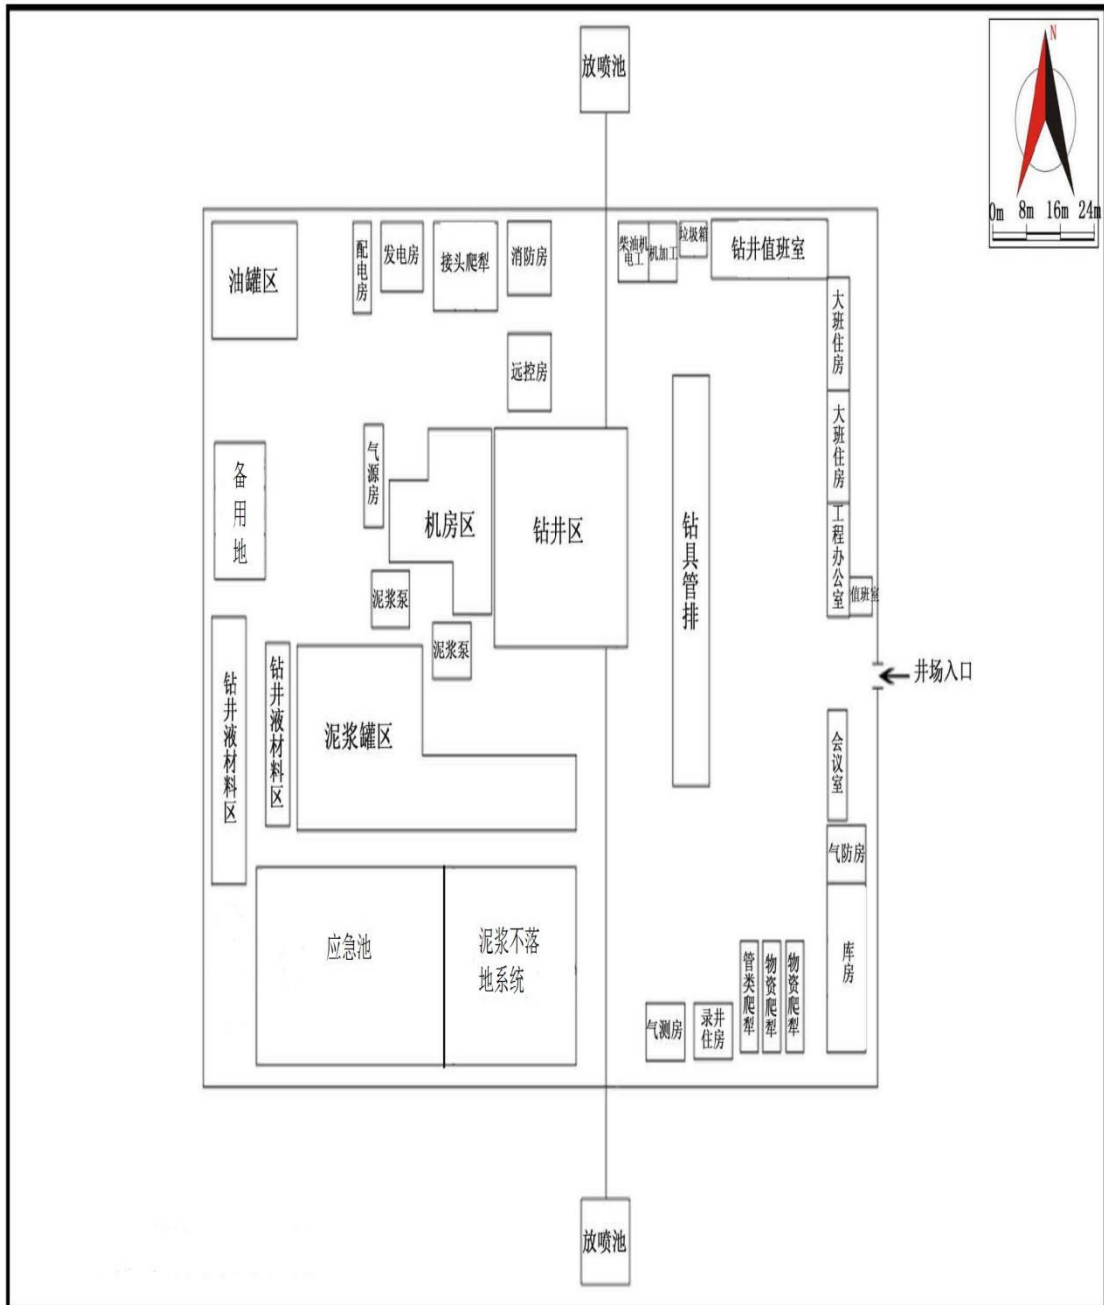 放喷池
N
0m 8m 16m 24m
油罐区
配电房
发电房
接头爬犁
消防房
柴油机
电工
机加工
垃圾箱
钻井值班室
大班住房
远控房
大班住房
气源房
备用地
机房区
钻井区
钻具管排
工程办公室
值班室
泥浆泵
泥浆泵
井场入口
钻井液材料区
钻井液材料区
泥浆罐区
会议室
气防房
应急池
泥浆不落
地系统
库房
管类爬犁
物资爬犁
物资爬犁
气测房
录井
住房
放喷池